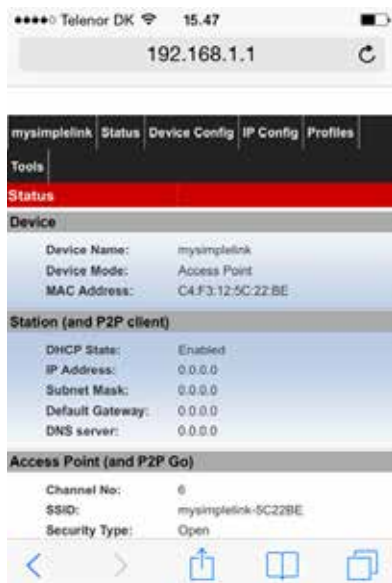 Telenor DK 15.47
192.168.1.1
mysimplelink Status Device Config IP Config Profiles
Tools
Status
Device
Device Name: mysimplelink
Device Mode: Access Point
MAC Address: C4:F3:12:5C:22:BE
Station (and P2P client)
DHCP State: Enabled
IP Address: 0.0.0.0
Subnet Mask: 0.0.0.0
Default Gateway: 0.0.0.0
DNS server: 0.0.0.0
Access Point (and P2P Go)
Channel No: 6
SSID: mysimplelink-5C22BE
Security Type: Open